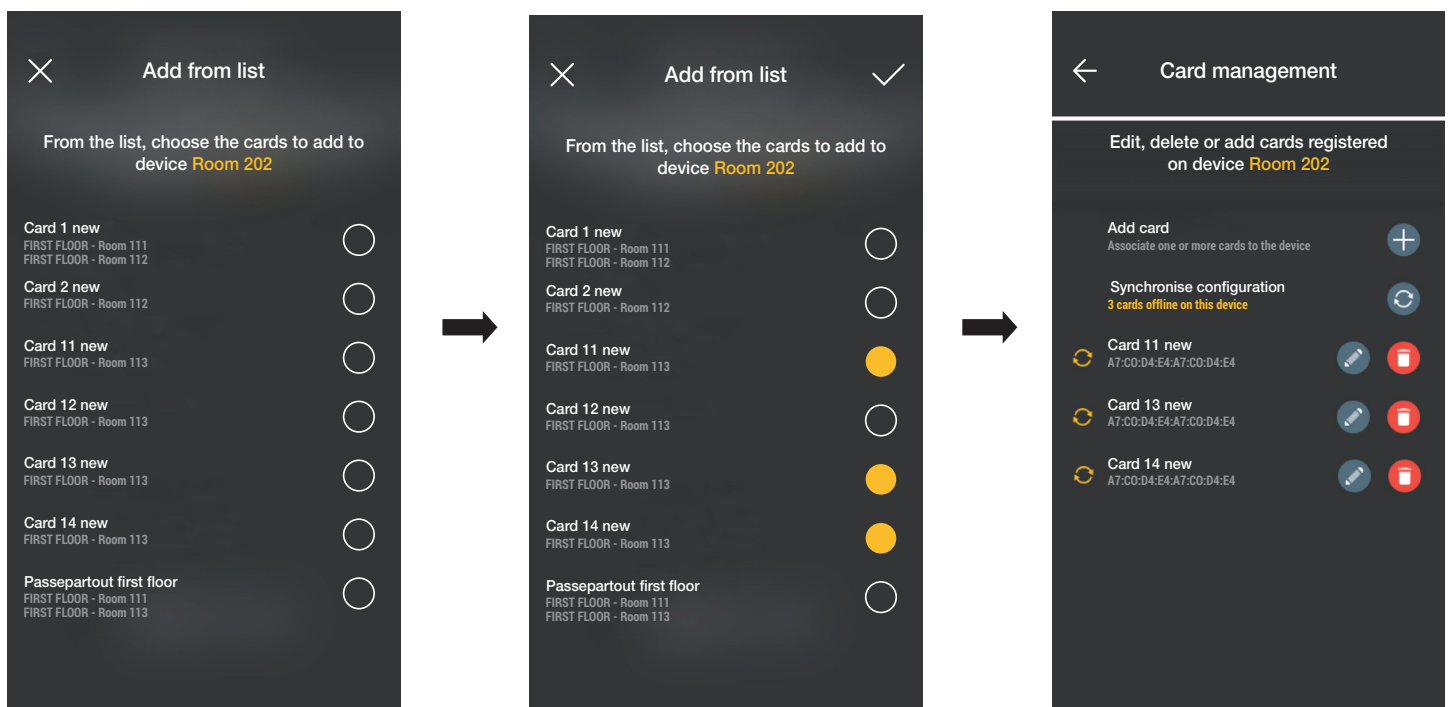 Add from list
From the list, choose the cards to add to
device Room 202
Card 1 new
FIRST FLOOR - Room 111
FIRST FLOOR - Room 112
Card 2 new
FIRST FLOOR - Room 112
Card 11 new
FIRST FLOOR - Room 113
Card 12 new
FIRST FLOOR - Room 113
Card 13 new
FIRST FLOOR - Room 113
Card 14 new
FIRST FLOOR - Room 113
Passepartout first floor
FIRST FLOOR - Room 111
FIRST FLOOR - Room 113
Add from list
From the list, choose the cards to add to
device Room 202
Card 1 new
FIRST FLOOR - Room 111
FIRST FLOOR - Room 112
Card 2 new
FIRST FLOOR - Room 112
Card 11 new
FIRST FLOOR - Room 113
Card 12 new
FIRST FLOOR - Room 113
Card 13 new
FIRST FLOOR - Room 113
Card 14 new
FIRST FLOOR - Room 113
Passepartout first floor
FIRST FLOOR - Room 111
FIRST FLOOR - Room 113
Card management
Edit, delete or add cards registered
on device Room 202
Add card
Associate one or more cards to the device
Synchronise configuration
3 cards offline on this device
Card 11 new
A7:C0:D4:E4:A7:C0:D4:E4
Card 13 new
A7:C0:D4:E4:A7:C0:D4:E4
Card 14 new
A7:C0:D4:E4:A7:C0:D4:E4